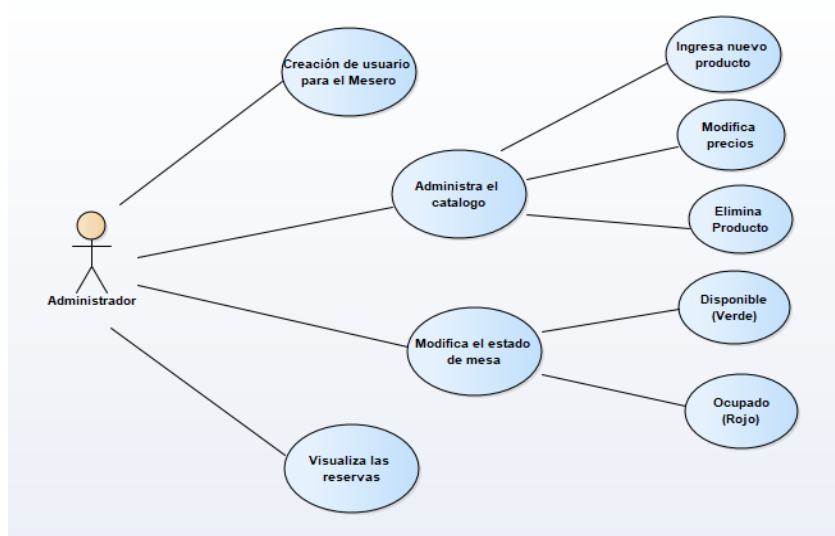 Creación de usuario
para el Mesero
Ingresa nuevo
producto
Modifica
precios
Administra el
catalogo
Elimina
Producto
Administrador
Disponible
(Verde)
Modifica el estado
de mesa
Ocupado
(Rojo)
Visualiza las
reservas